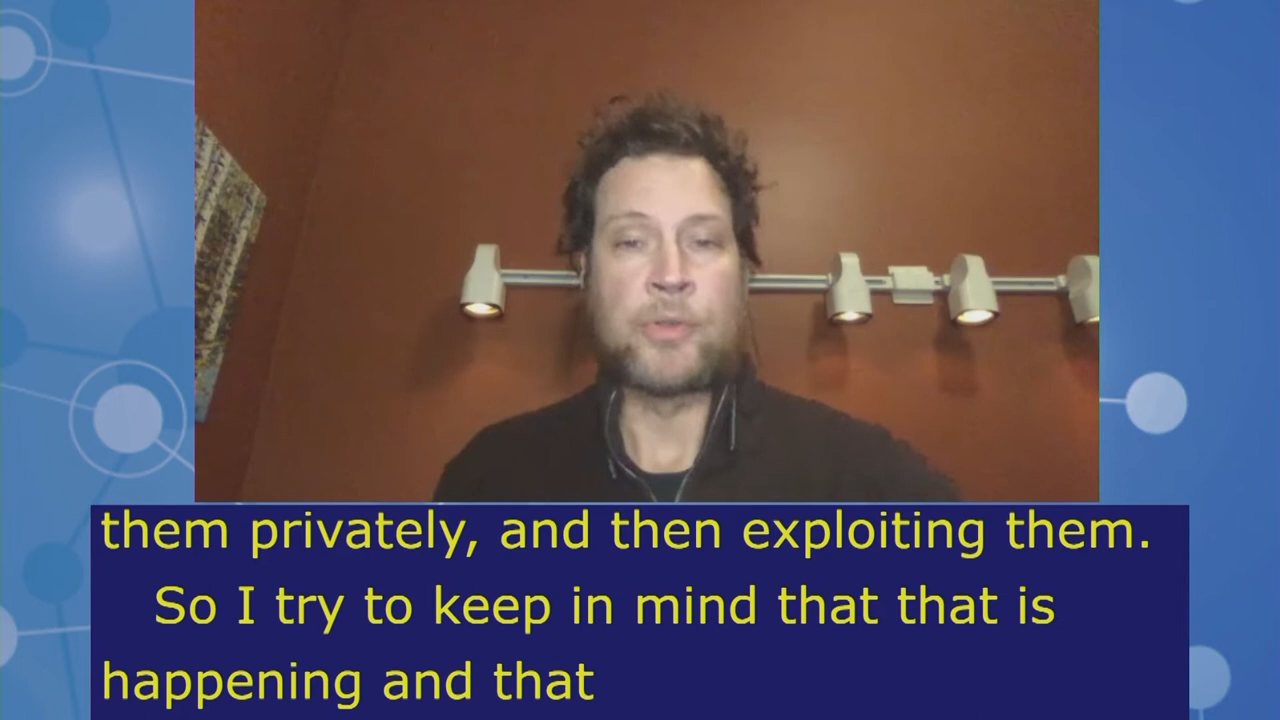 them privately, and then exploiting them.
So I try to keep in mind that that is
happening and that